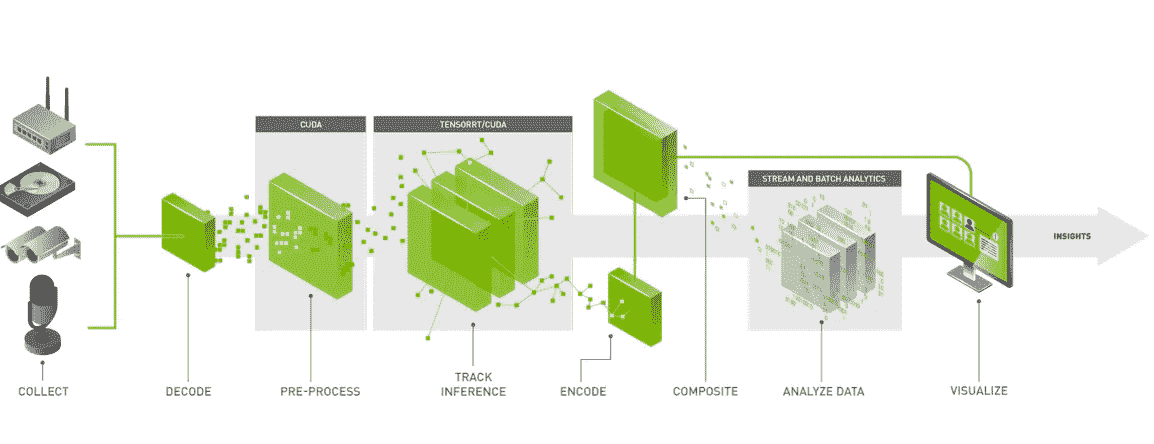 CUDA
TENSORRT/CUDA
STREAM AND BATCH ANALYTICS
INSIGHTS
COLLECT
DECODE
PRE-PROCESS
TRACK
INFERENCE
ENCODE
COMPOSITE
ANALYZE DATA
VISUALIZE